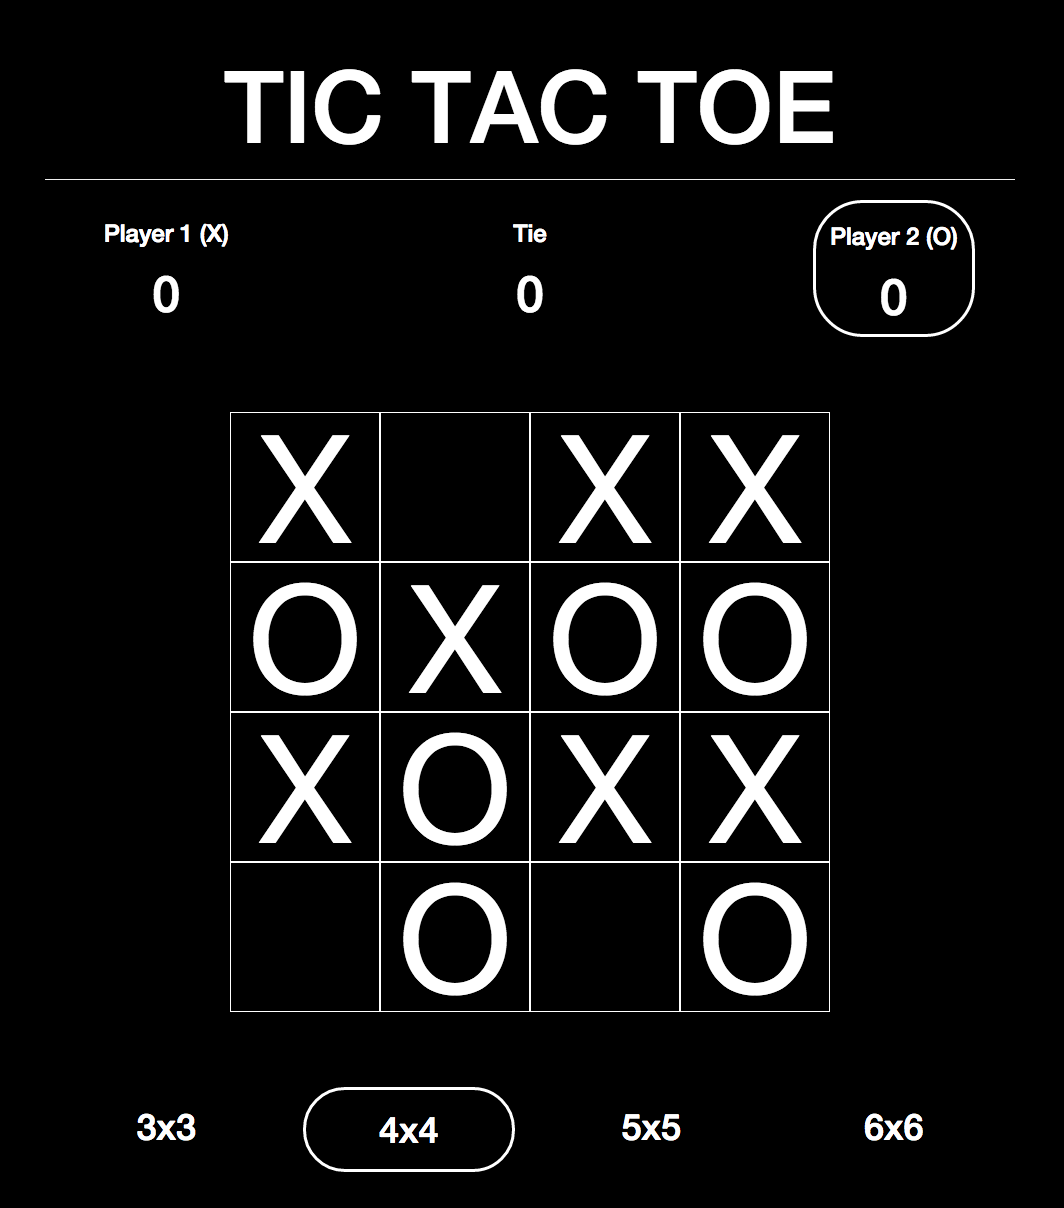 TIC TAC TOE
Player 1 (X) Tie Player 2 (O)
0 0 0
X X X
O X O O
X O X X
O O
3x3 4x4 5x5 6x6